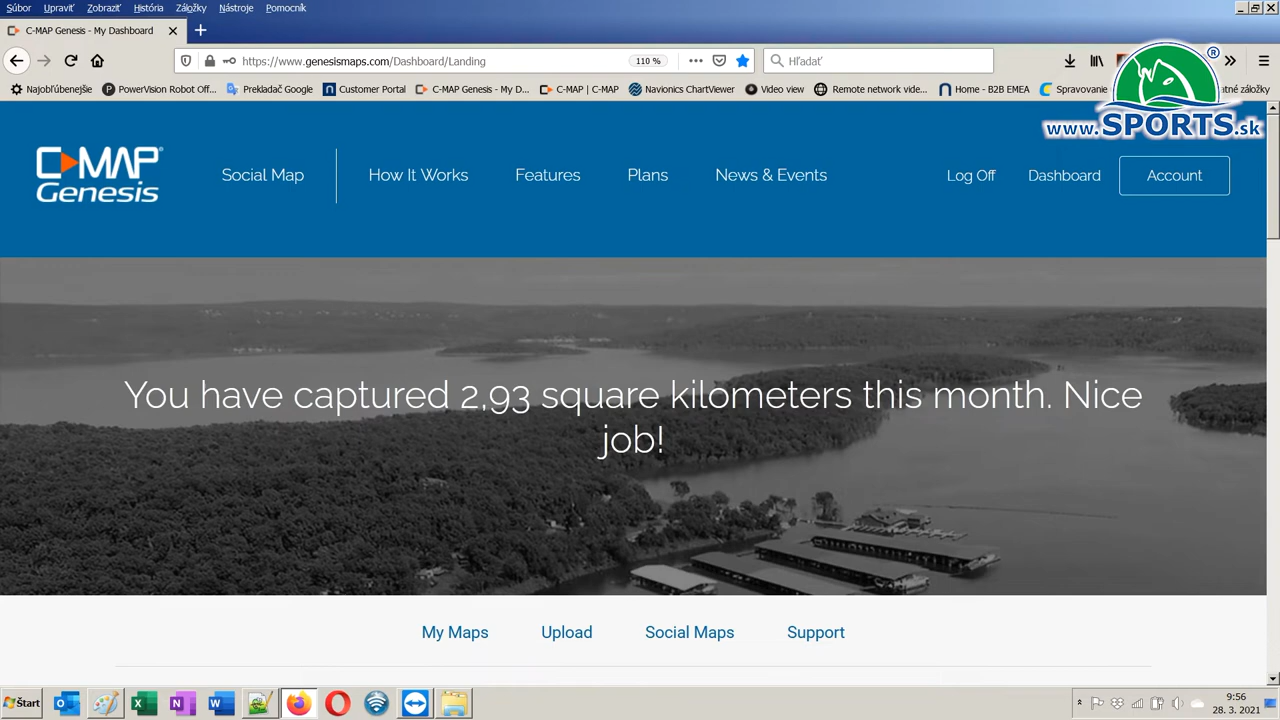 Súbor Upraviť Zobraziť História Záložky Nástroje Pomocník
C-MAP Genesis - My Dashboard
https://www.genesismaps.com/Dashboard/Landing 110 % Hľadať
Najobľúbenejšie PowerVision Robot Off... Prekladač Google Customer Portal C-MAP Genesis - My D... C-MAP | C-MAP Navionics ChartViewer Video view Remote network vide... Home - B2B EMEA Spravovanie záložky
www.SPORTS.sk
C-MAP Genesis
Social Map How It Works Features Plans News & Events Log Off Dashboard Account
You have captured 2,93 square kilometers this month. Nice
job!
My Maps Upload Social Maps Support
Štart
9:56
28. 3. 2021